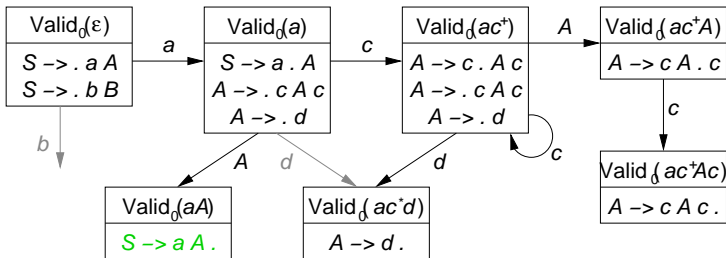 Valid₀(ε)
S –> . a A
S –> . b B
a
Valid₀(a)
S –> a . A
A –> . c A c
A –> . d
c
Valid₀(ac⁺)
A –> c . A c
A –> . c A c
A –> . d
A
Valid₀(ac⁺A)
A –> c A . c
b
A
d
d
c
c
Valid₀(aA)
S –> a A .
Valid₀(ac*d)
A –> d .
Valid₀(ac⁺Ac)
A –> c A c .